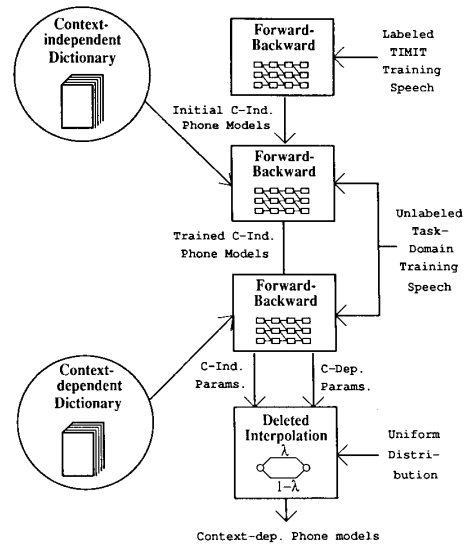 Context-
independent
Dictionary
Forward-
Backward
Labeled
TIMIT
Training
Speech
Initial C-Ind.
Phone Models
Forward-
Backward
Trained C-Ind.
Phone Models
Unlabeled
Task-
Domain
Training
Speech
Forward-
Backward
Context-
dependent
Dictionary
C-Ind.
Params.
C-Dep.
Params.
Deleted
Interpolation
λ
1-λ
Uniform
Distri-
bution
Context-dep. Phone models